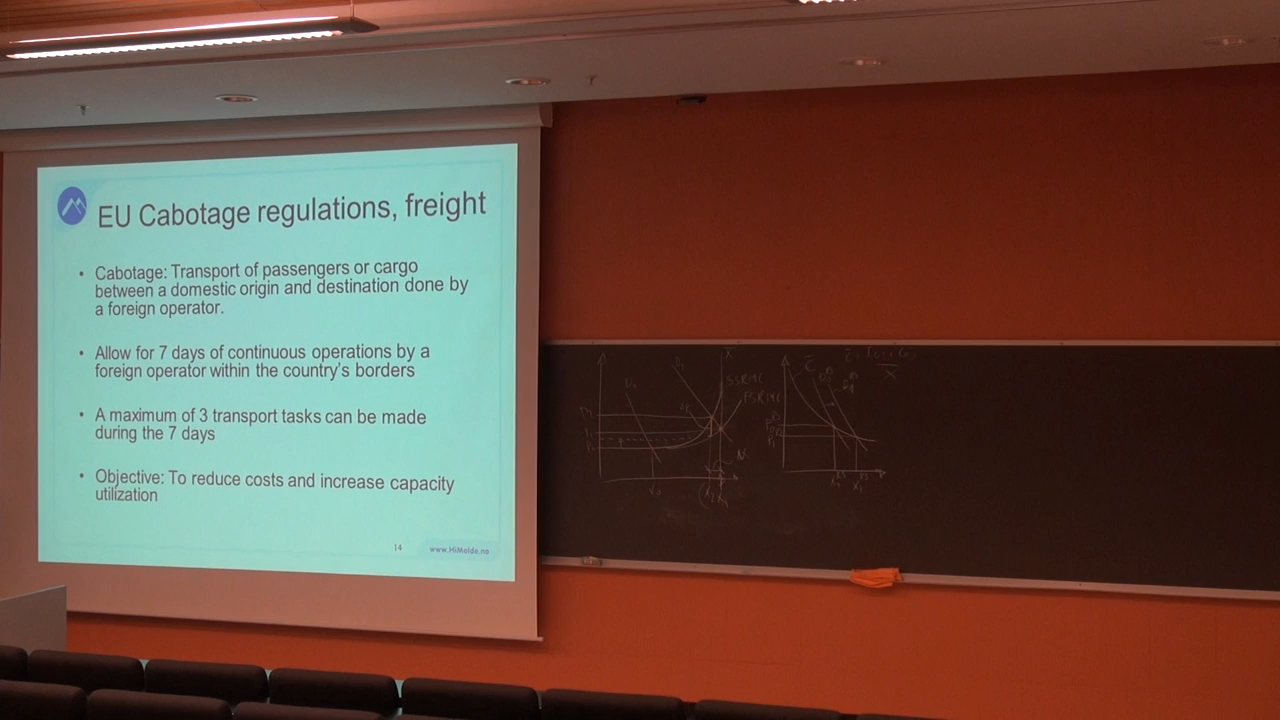 EU Cabotage regulations, freight
• Cabotage: Transport of passengers or cargo
between a domestic origin and destination done by
a foreign operator.
• Allow for 7 days of continuous operations by a
foreign operator within the country's borders
• A maximum of 3 transport tasks can be made
during the 7 days
• Objective: To reduce costs and increase capacity
utilization
14
www.HiMolde.no
X
SSRMC